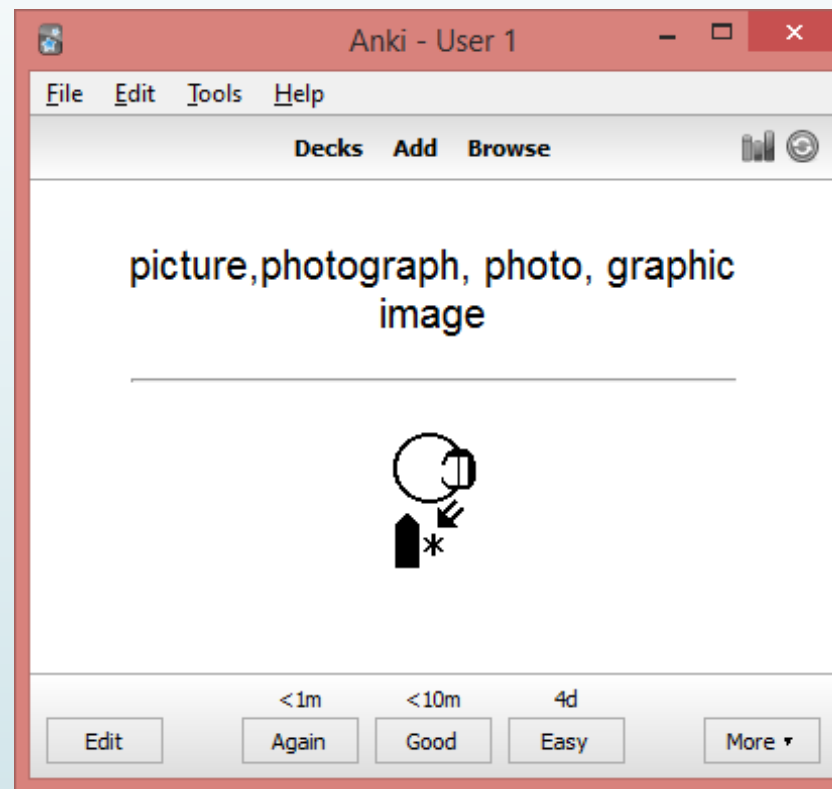 Anki - User 1
File Edit Tools Help
Decks Add Browse
picture,photograph, photo, graphic
image
<1m <10m 4d
Edit Again Good Easy More ▾